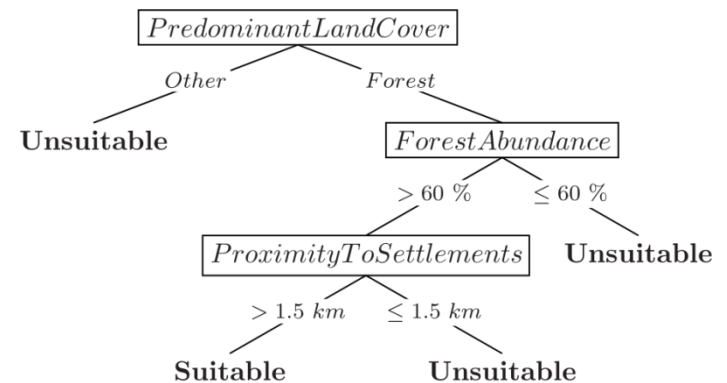 PredominantLandCover
Other
Forest
Unsuitable
ForestAbundance
> 60 %
≤ 60 %
ProximityToSettlements
Unsuitable
> 1.5 km
≤ 1.5 km
Suitable
Unsuitable